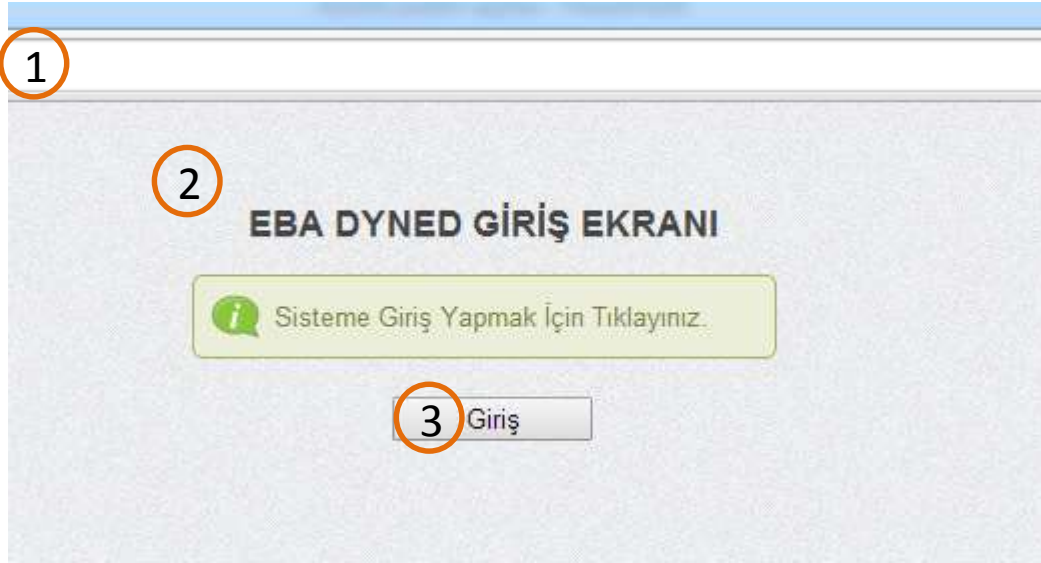 1
2
EBA DYNED GİRİŞ EKRANI
Sisteme Giriş Yapmak İçin Tıklayınız.
3 Giriş